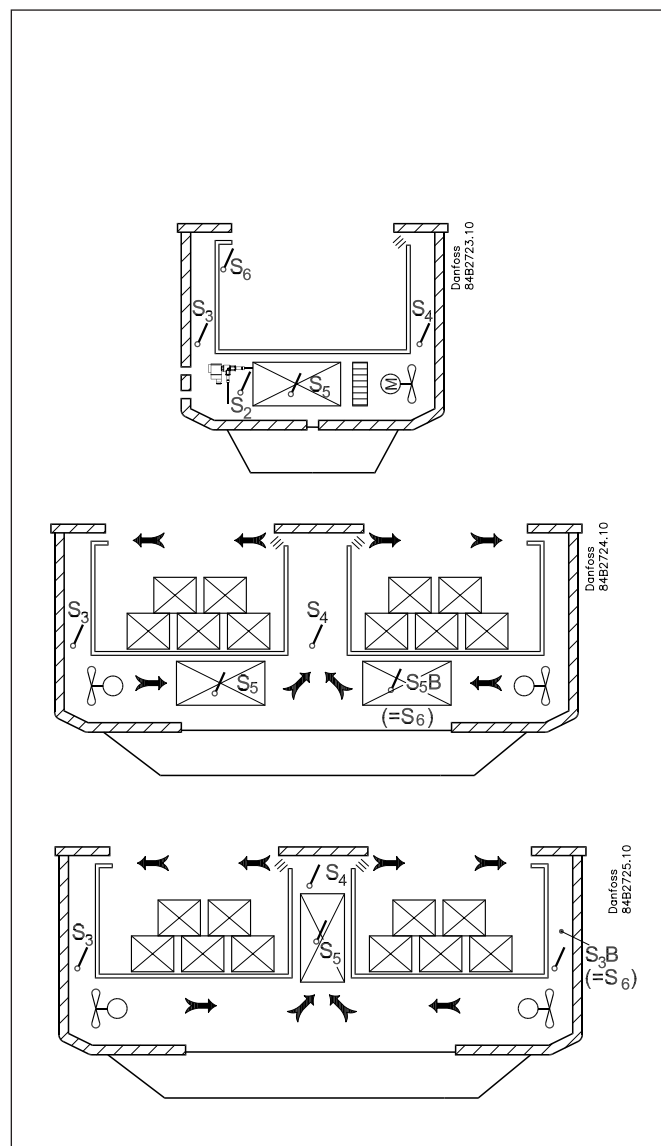 Danfoss
84B2723.10
S6
S3
S4
M
S5
S2
Danfoss
84B2724.10
S3
S4
S5
S5B
(=S6)
Danfoss
84B2725.10
S4
S3
S5
S3B
(=S6)